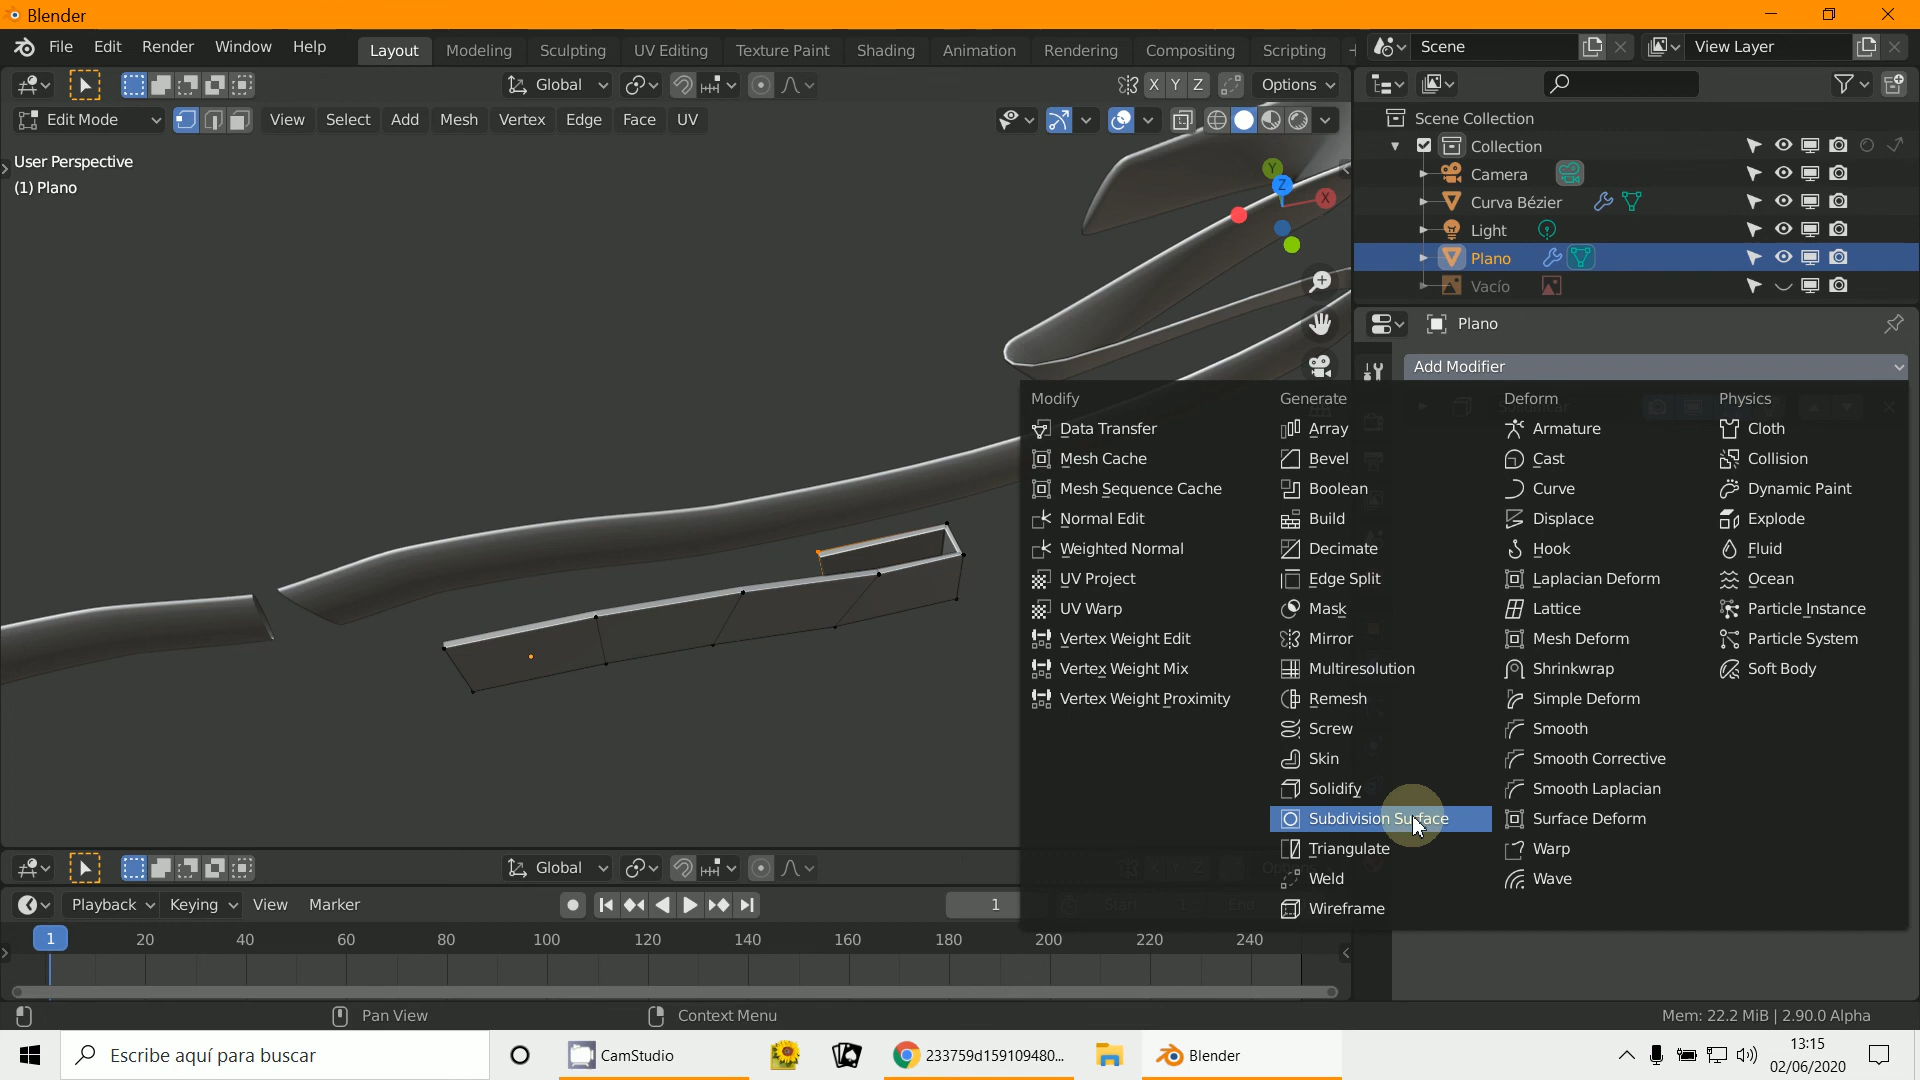 Blender
File Edit Render Window Help Layout Modeling Sculpting UV Editing Texture Paint Shading Animation Rendering Compositing Scripting Scene View Layer
Global X Y Z Options
Edit Mode View Select Add Mesh Vertex Edge Face UV
User Perspective
(1) Plano
Y
Z
X
Scene Collection
Collection
Camera
Curva Bézier
Light
Plano
Vacío
Plano
Add Modifier
Modify
Data Transfer
Mesh Cache
Mesh Sequence Cache
Normal Edit
Weighted Normal
UV Project
UV Warp
Vertex Weight Edit
Vertex Weight Mix
Vertex Weight Proximity
Generate
Array
Bevel
Boolean
Build
Decimate
Edge Split
Mask
Mirror
Multiresolution
Remesh
Screw
Skin
Solidify
Subdivision Surface
Triangulate
Weld
Wireframe
Deform
Armature
Cast
Curve
Displace
Hook
Laplacian Deform
Lattice
Mesh Deform
Shrinkwrap
Simple Deform
Smooth
Smooth Corrective
Smooth Laplacian
Surface Deform
Warp
Wave
Physics
Cloth
Collision
Dynamic Paint
Explode
Fluid
Ocean
Particle Instance
Particle System
Soft Body
Global
Playback Keying View Marker 1 Start End
1 20 40 60 80 100 120 140 160 180 200 220 240
Pan View Context Menu Mem: 22.2 MiB | 2.90.0 Alpha
Escribe aquí para buscar CamStudio 233759d159109480... Blender
13:15
02/06/2020